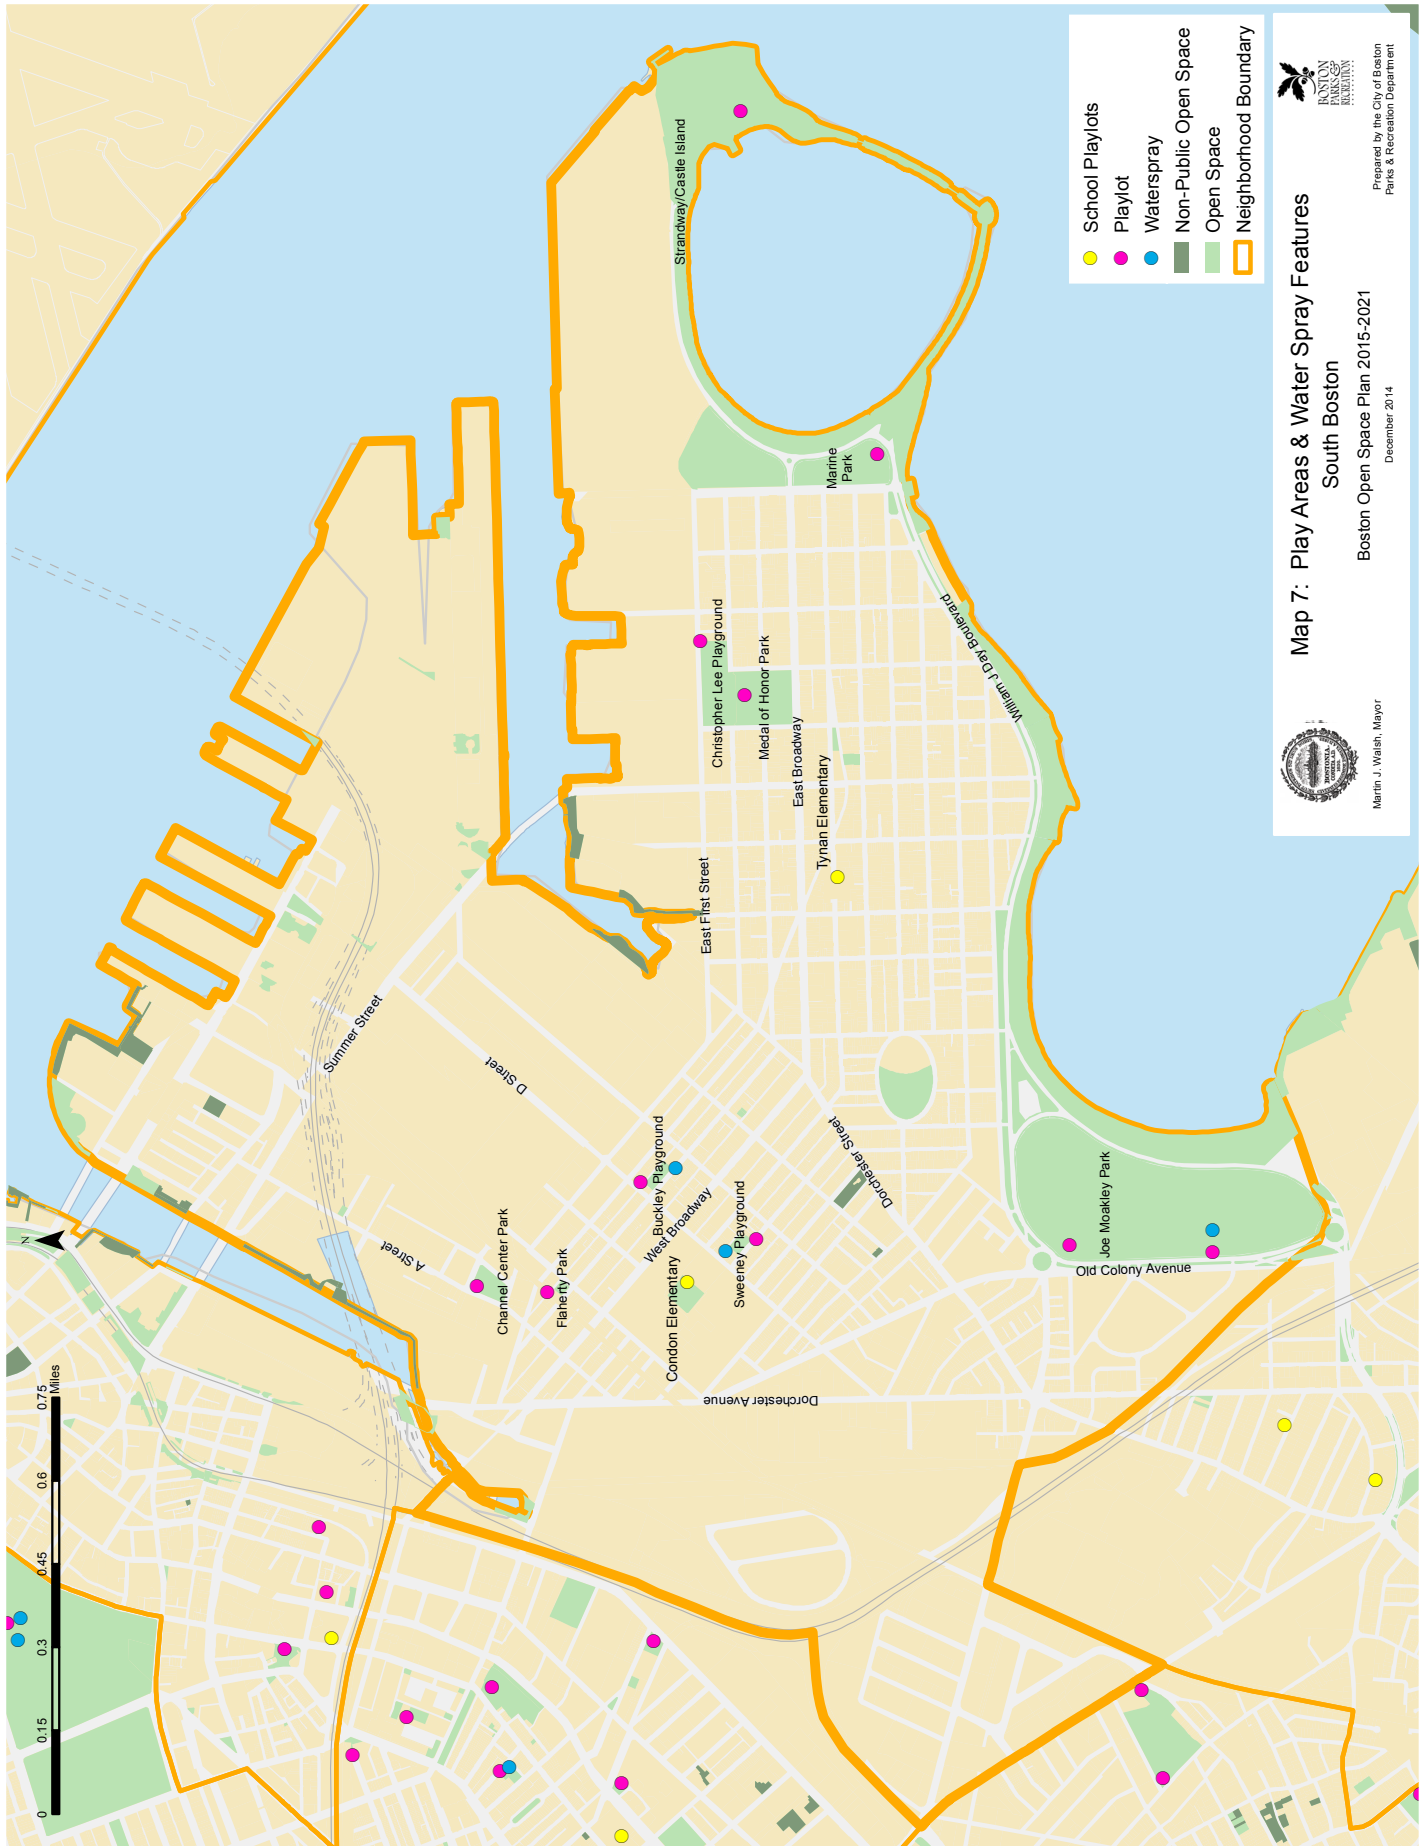 Strandway/Castle Island
Marine
Park
Christopher Lee Playground
Medal of Honor Park
East Broadway
Tynan Elementary
William J Day Boulevard
East First Street
Summer Street
D Street
A Street
Buckley Playground
West Broadway
Sweeney Playground
Condon Elementary
Channel Center Park
Flaherty Park
Dorchester Street
Dorchester Avenue
Joe Moakley Park
Old Colony Avenue
N
0 0.15 0.3 0.45 0.6 0.75
Miles
School Playlots
Playlot
Waterspray
Non-Public Open Space
Open Space
Neighborhood Boundary
Map 7: Play Areas & Water Spray Features
South Boston
Boston Open Space Plan 2015-2021
December 2014
Martin J. Walsh, Mayor
BOSTON
PARKS &
RECREATION
Prepared by the City of Boston
Parks & Recreation Department